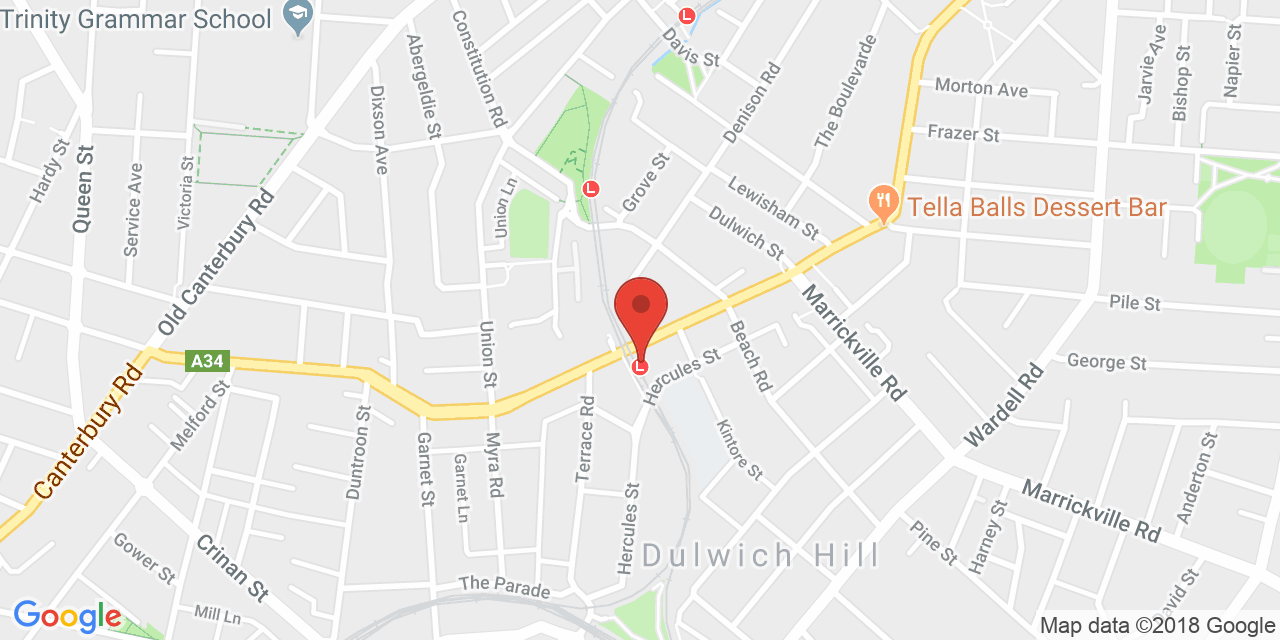 Trinity Grammar School
Davis St
Constitution Rd
Abergeldie St
Dixson Ave
Denison Rd
The Boulevarde
Morton Ave
Jarvie Ave
Bishop St
Napier St
Frazer St
Hardy St
Queen St
Service Ave
Victoria St
Union Ln
Grove St
Lewisham St
Dulwich St
Tella Balls Dessert Bar
Old Canterbury Rd
Marrickville Rd
Pile St
A34
Union St
Hercules St
Beach Rd
George St
Canterbury Rd
Melford St
Duntroon St
Garnet St
Garnet Ln
Myra Rd
Terrace Rd
Kintore St
Wardell Rd
Marrickville Rd
Anderton St
Harney St
Pine St
Hercules St
Dulwich Hill
Crinan St
Gower St
Mill Ln
The Parade
David St
L
L
L
L
Google
Map data ©2018 Google